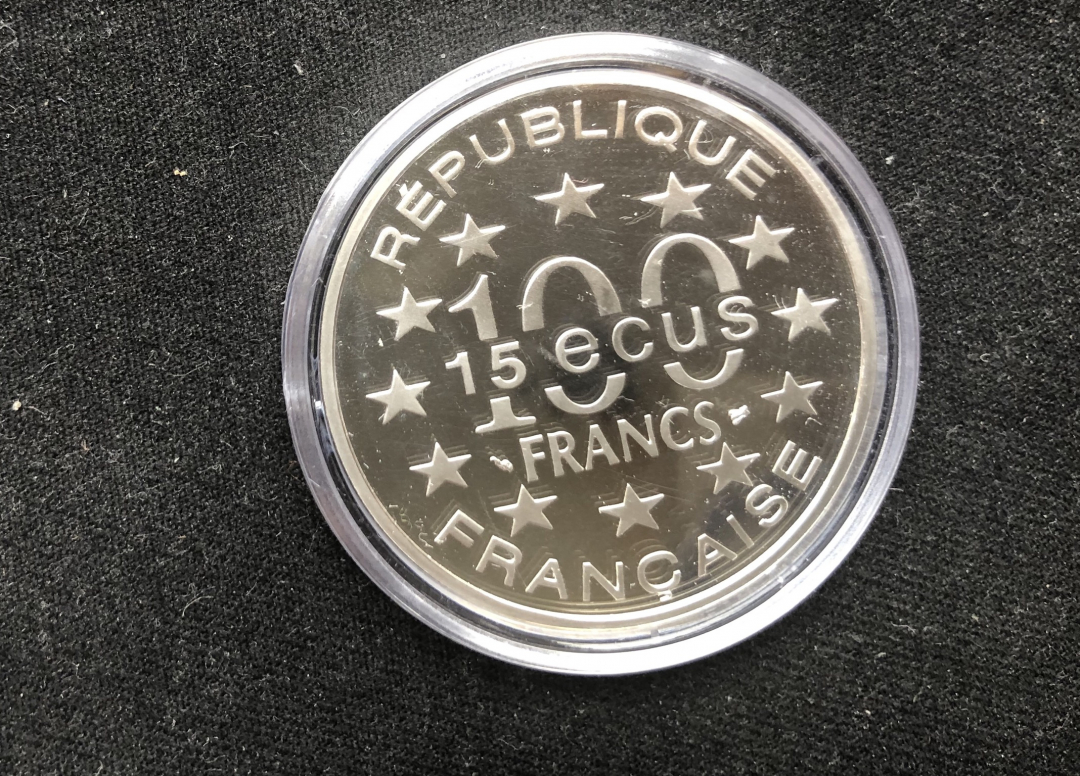 RÉPUBLIQUE
100
15 ecus
FRANCS
FRANÇAISE